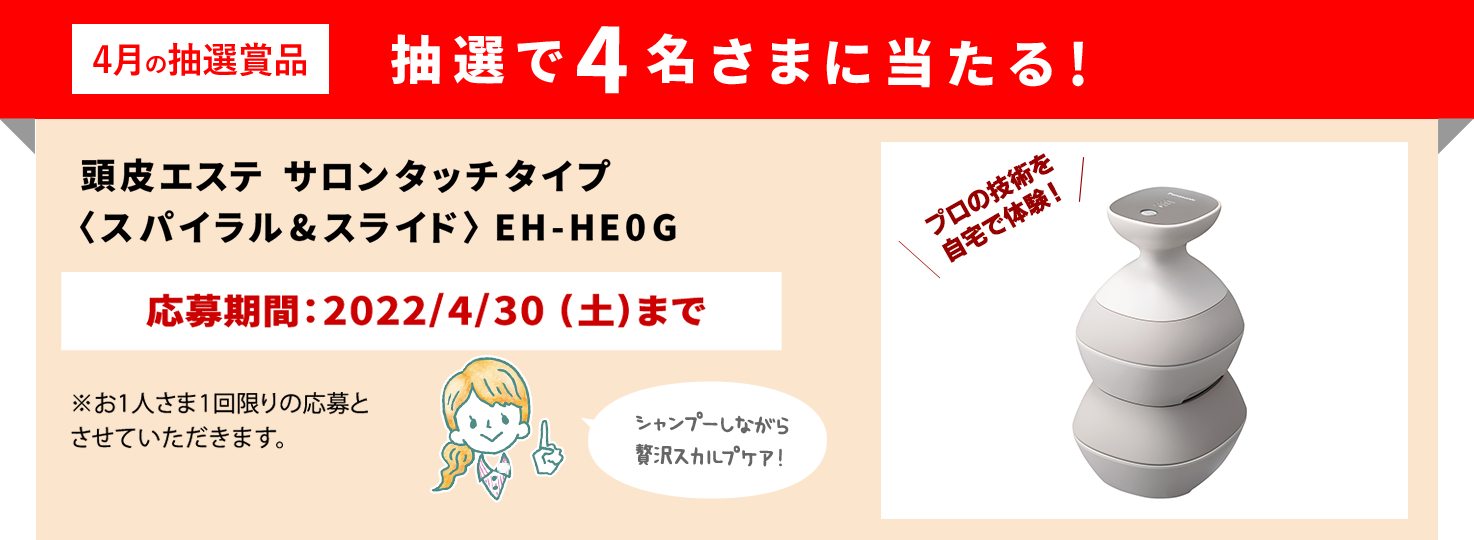 4月の抽選賞品
抽選で4名さまに当たる!
頭皮エステ サロンタッチタイプ
〈スパイラル&スライド〉EH-HE0G
応募期間:2022/4/30 (土)まで
※お1人さま1回限りの応募と
させていただきます。
シャンプーしながら
贅沢スカルプケア!
プロの技術を
自宅で体験!